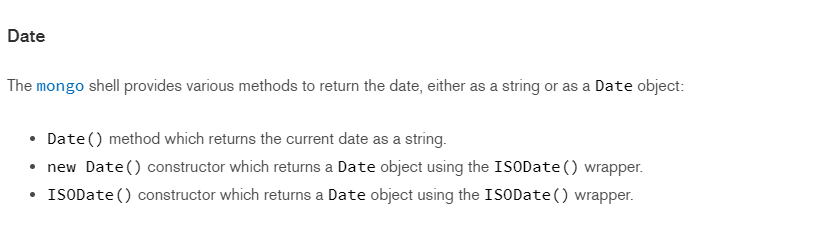 Date
The mongo shell provides various methods to return the date, either as a string or as a Date object:
• Date() method which returns the current date as a string.
• new Date() constructor which returns a Date object using the ISODate() wrapper.
• ISODate() constructor which returns a Date object using the ISODate() wrapper.